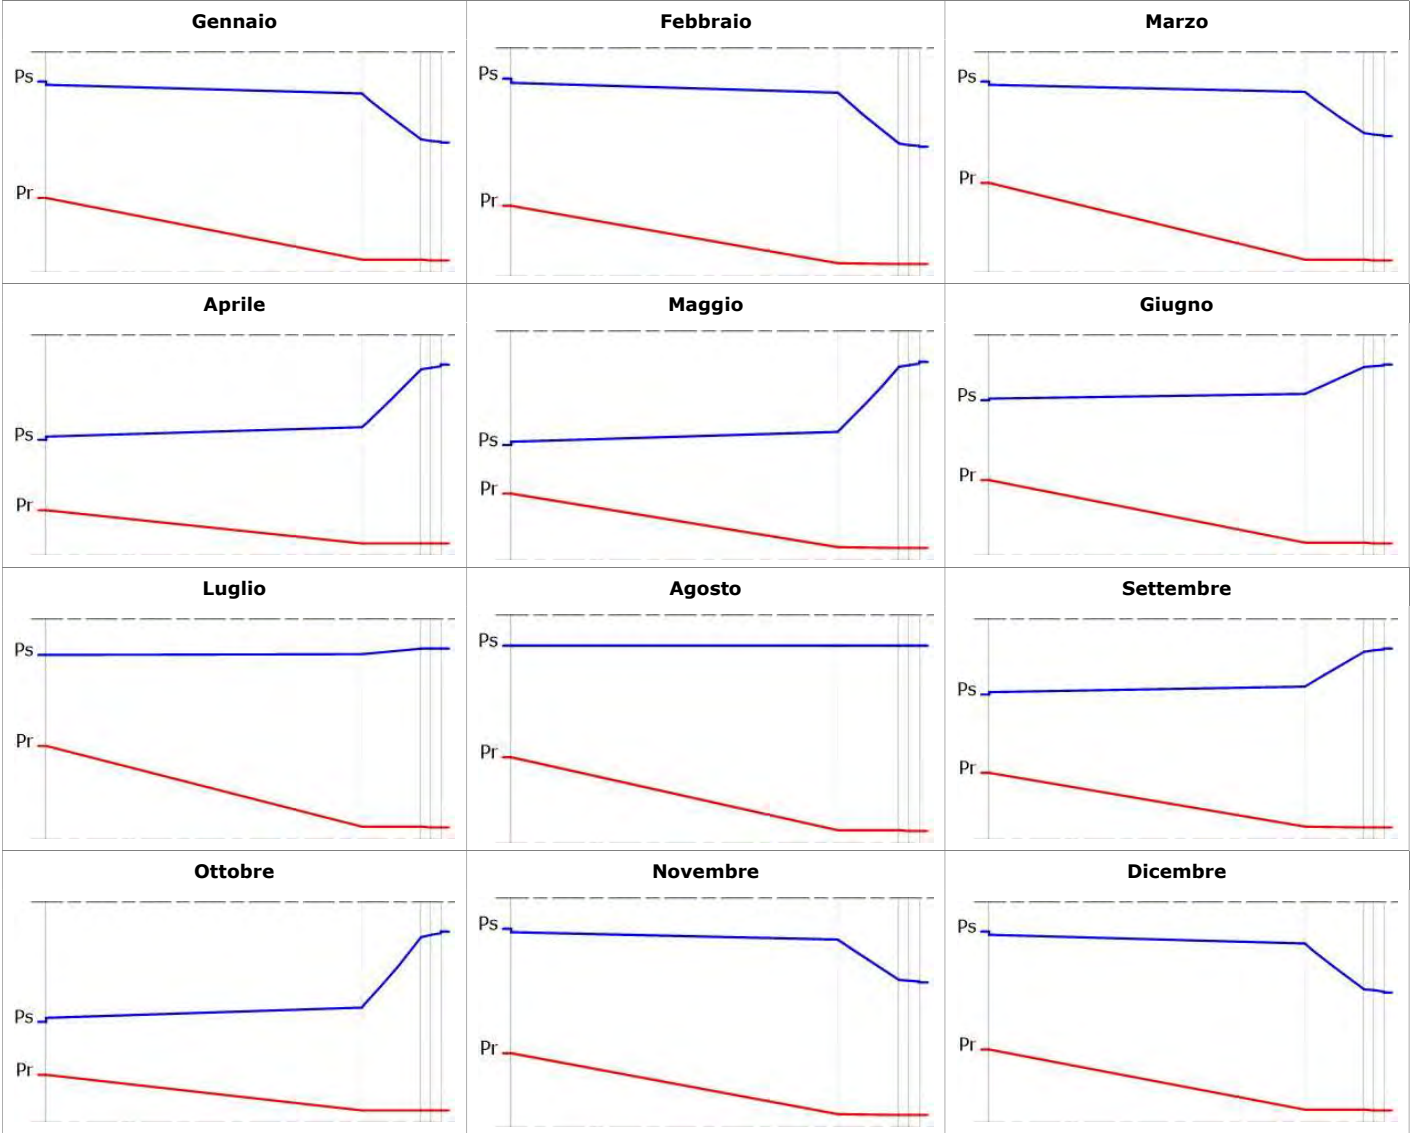 Gennaio Febbraio Marzo
Ps Ps Ps
Pr Pr Pr
Aprile Maggio Giugno
Ps Ps Ps
Pr Pr Pr
Luglio Agosto Settembre
Ps Ps Ps
Pr Pr Pr
Ottobre Novembre Dicembre
Ps Ps Ps
Pr Pr Pr